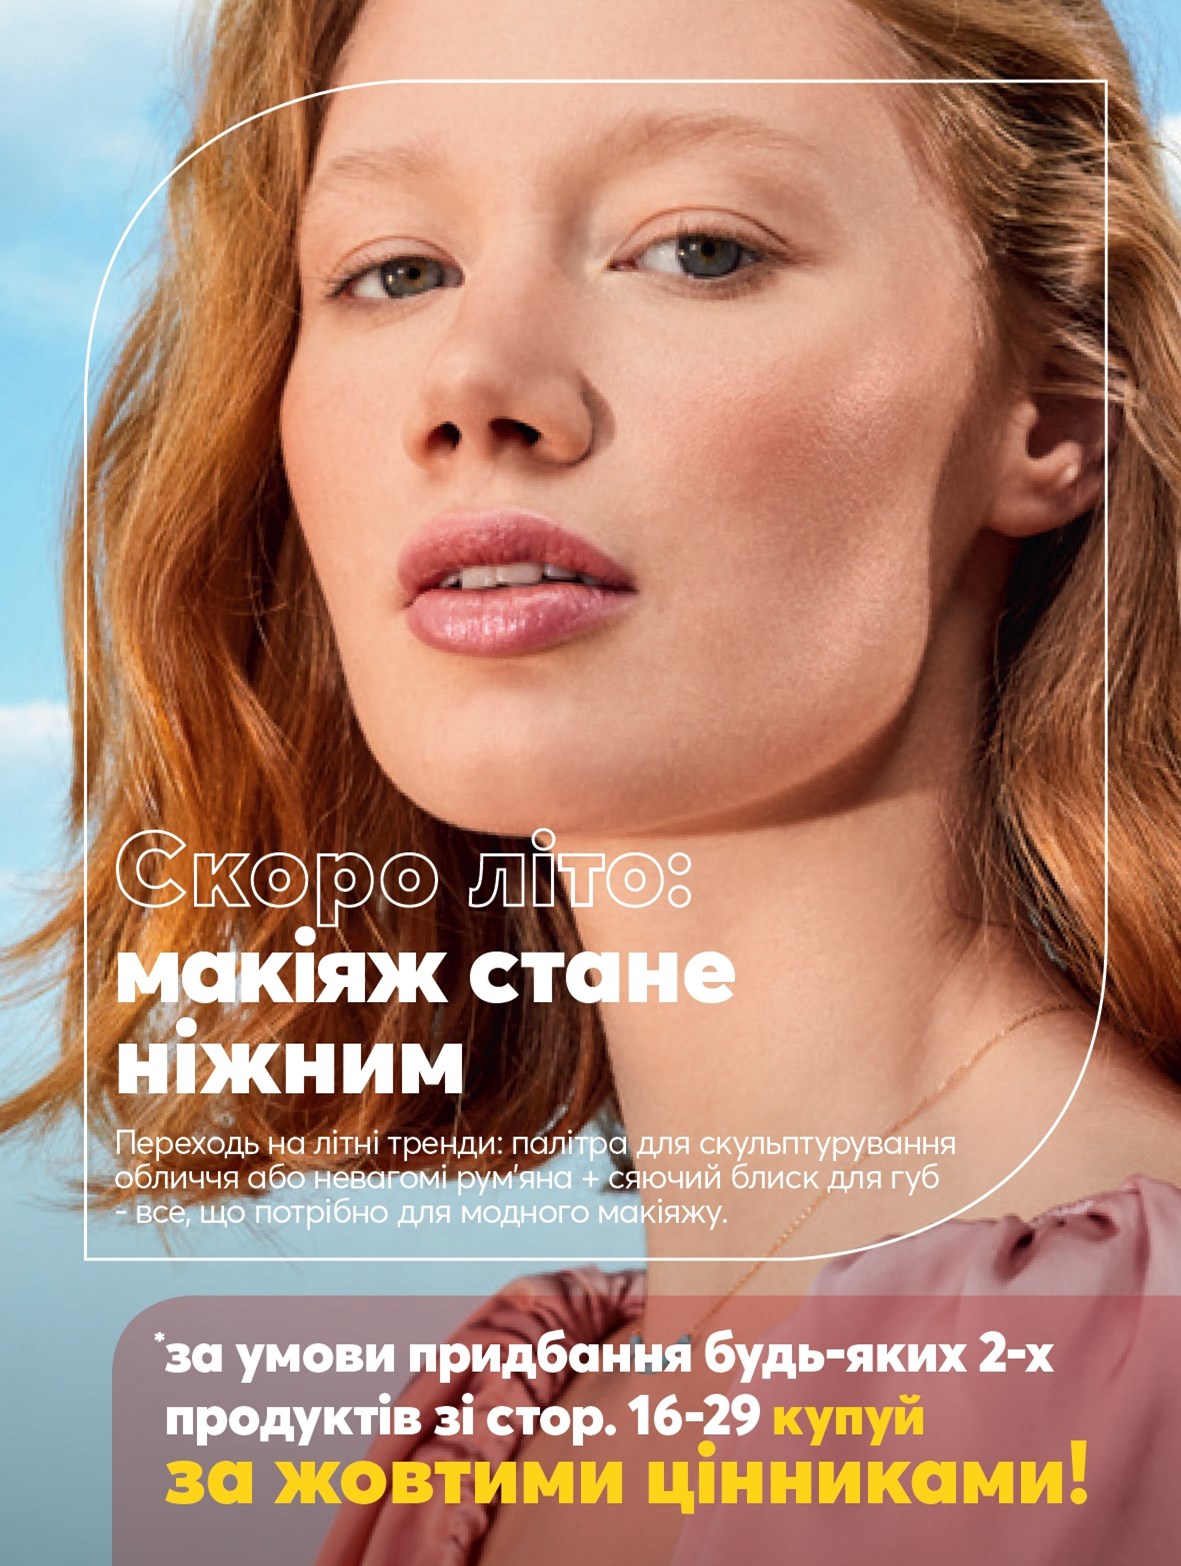 Скоро літо:
макіяж стане
ніжним
Переходь на літні тренди: палітра для скульптурування
обличчя або невагомі рум'яна + сяючий блиск для губ
- все, що потрібно для модного макіяжу.
*за умови придбання будь-яких 2-х
продуктів зі стор. 16-29 купуй
за жовтими цінниками!